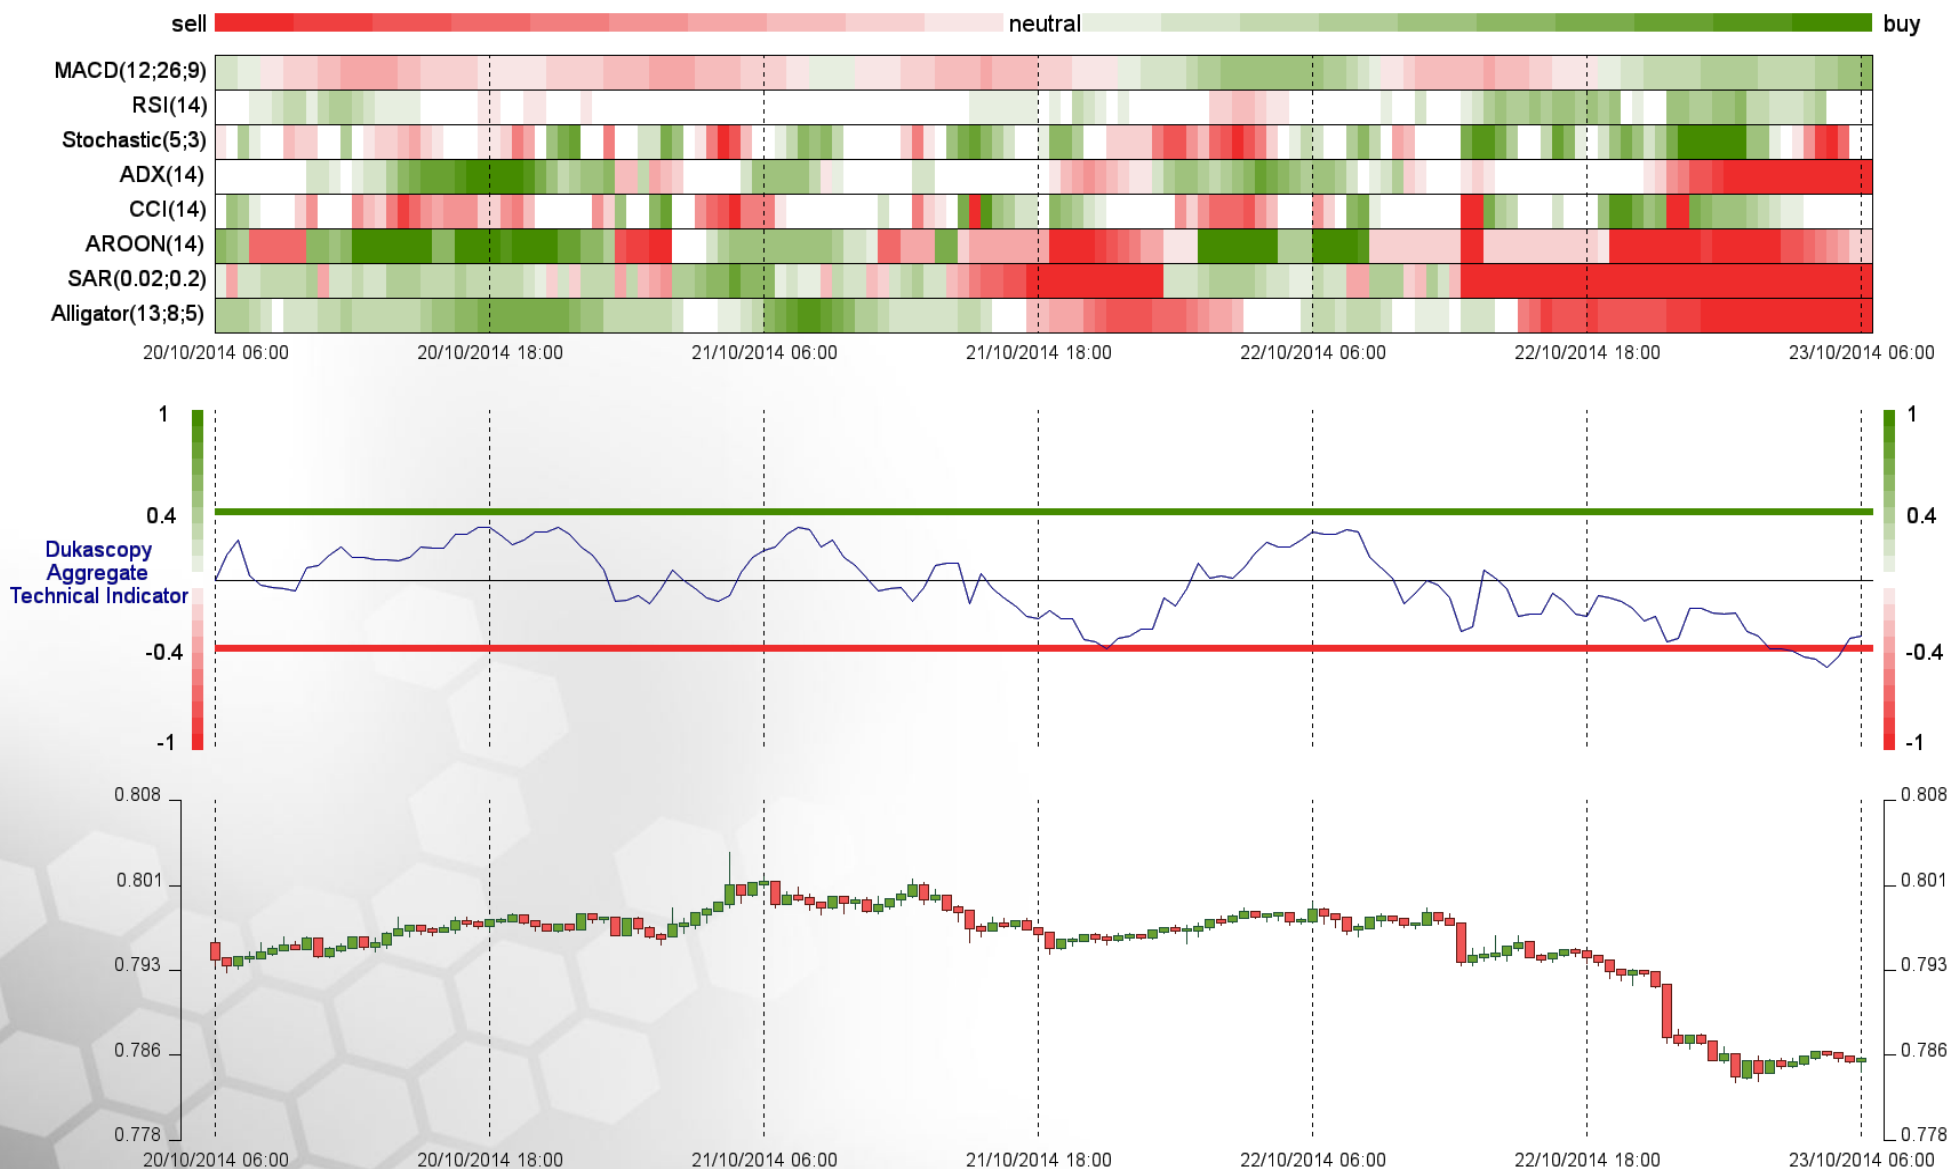 sell neutral buy
MACD(12;26;9)
RSI(14)
Stochastic(5;3)
ADX(14)
CCI(14)
AROON(14)
SAR(0.02;0.2)
Alligator(13;8;5)
20/10/2014 06:00 20/10/2014 18:00 21/10/2014 06:00 21/10/2014 18:00 22/10/2014 06:00 22/10/2014 18:00 23/10/2014 06:00
1 1
0.4 0.4
Dukascopy
Aggregate
Technical Indicator
-0.4 -0.4
-1 -1
0.808 0.808
0.801 0.801
0.793 0.793
0.786 0.786
0.778 0.778
20/10/2014 06:00 20/10/2014 18:00 21/10/2014 06:00 21/10/2014 18:00 22/10/2014 06:00 22/10/2014 18:00 23/10/2014 06:00